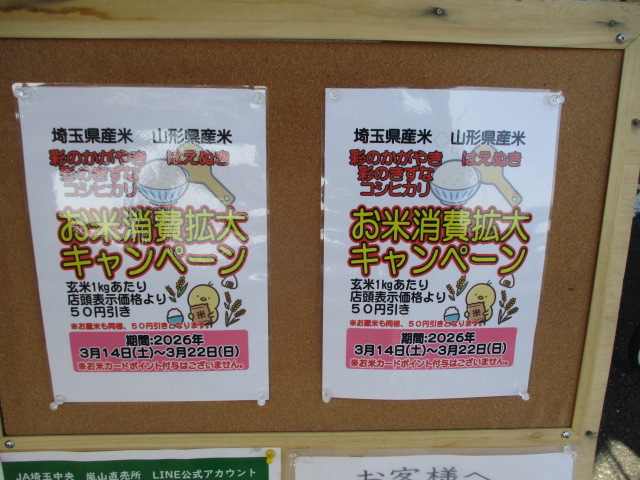 埼玉県産米 山形県産米
彩のかがやき はえぬき
彩のきずな
コシヒカリ
お米消費拡大
キャンペーン
玄米1kgあたり
店頭表示価格より
50円引き
米
※お蔵米も同様、50円引きとなります。
期間:2026年
3月14日(土)~3月22日(日)
※お米カードポイント付与はございません。
埼玉県産米 山形県産米
彩のかがやき はえぬき
彩のきずな
コシヒカリ
お米消費拡大
キャンペーン
玄米1kgあたり
店頭表示価格より
50円引き
米
※お蔵米も同様、50円引きとなります。
期間:2026年
3月14日(土)~3月22日(日)
※お米カードポイント付与はございません。
JA埼玉中央 嵐山直売所 LINE公式アカウント
お客様へ